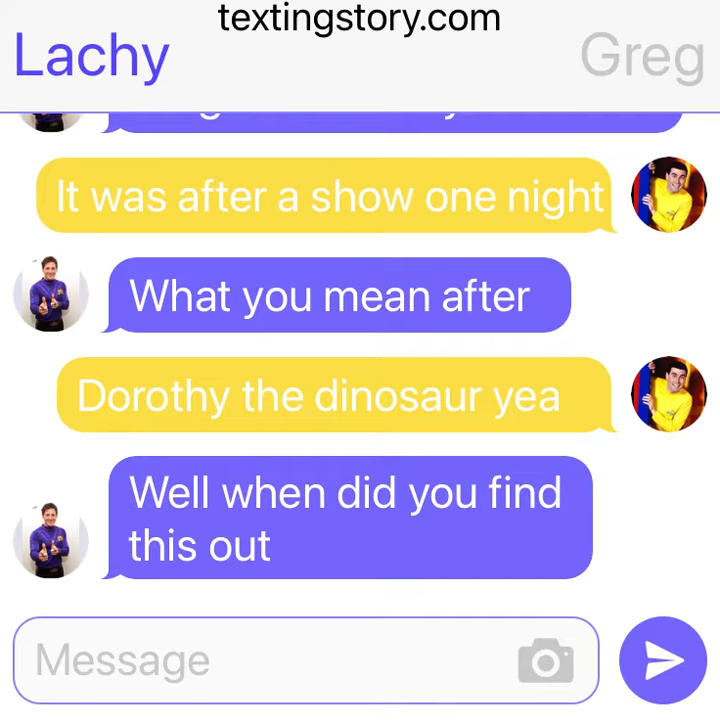 textingstory.com
Lachy
Greg
It was after a show one night
What you mean after
Dorothy the dinosaur yea
Well when did you find
this out
Message